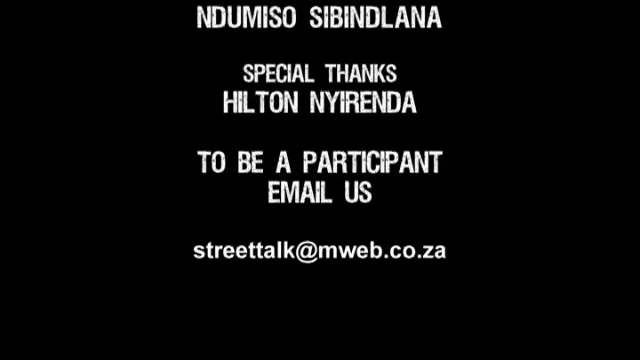 NDUMISO SIBINDLANA
SPECIAL THANKS
HILTON NYIRENDA
TO BE A PARTICIPANT
EMAIL US
streettalk@mweb.co.za